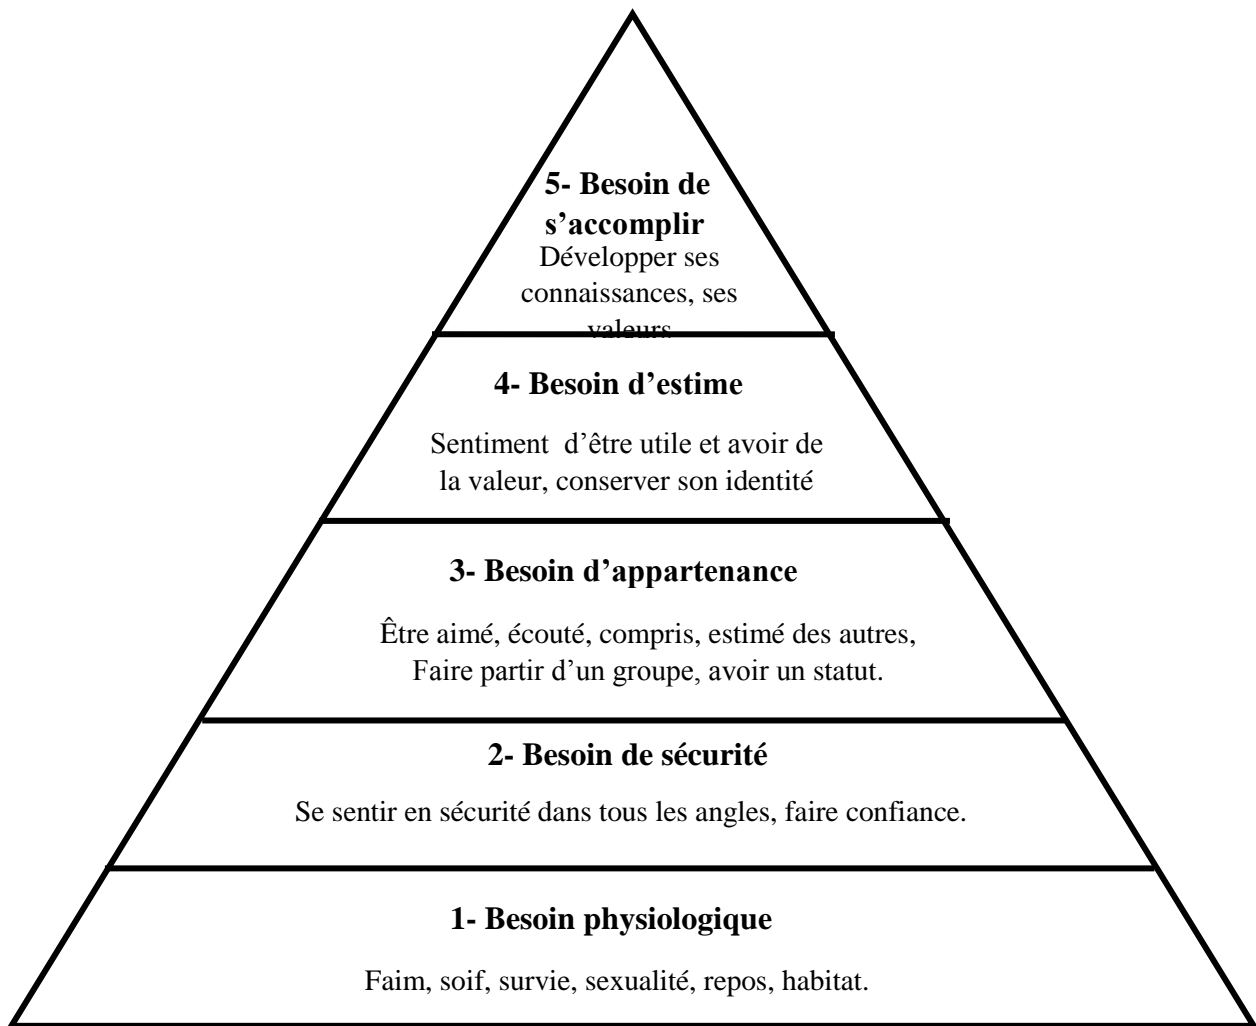 5- Besoin de
s’accomplir
Développer ses
connaissances, ses
valeurs
4- Besoin d’estime
Sentiment  d’être utile et avoir de
la valeur, conserver son identité
3- Besoin d’appartenance
Être aimé, écouté, compris, estimé des autres,
Faire partir d’un groupe, avoir un statut.
2- Besoin de sécurité
Se sentir en sécurité dans tous les angles, faire confiance.
1- Besoin physiologique
Faim, soif, survie, sexualité, repos, habitat.